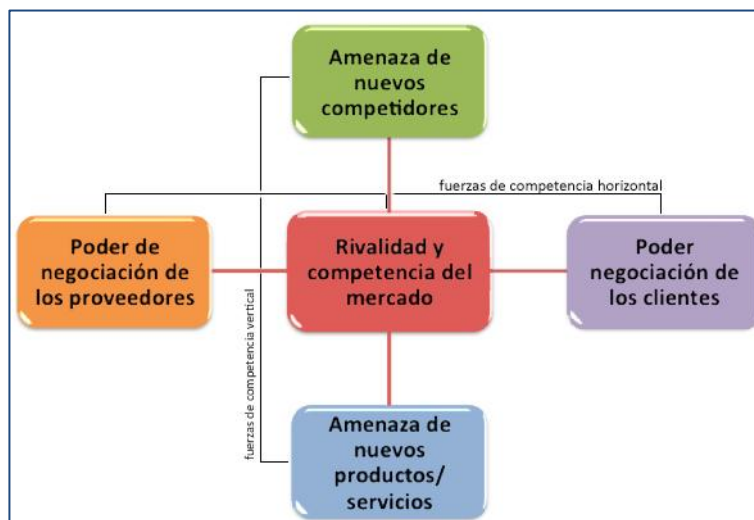 Amenaza de
nuevos
competidores
fuerzas de competencia horizontal
Poder de
negociación de
los proveedores
Rivalidad y
competencia del
mercado
Poder
negociación de
los clientes
fuerzas de competencia vertical
Amenaza de
nuevos
productos/
servicios